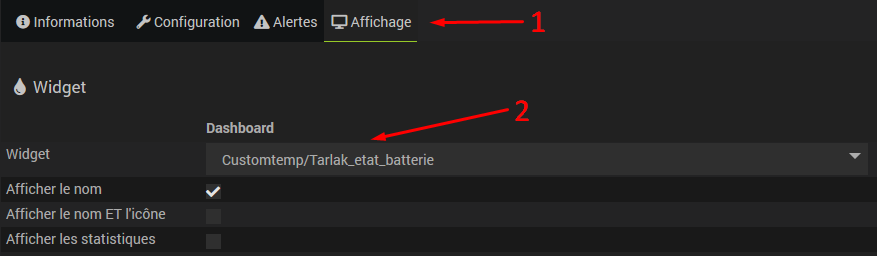 Informations Configuration Alertes Affichage 1
Widget
2
Dashboard
Widget Customtemp/Tarlak_etat_batterie
Afficher le nom
Afficher le nom ET l'icône
Afficher les statistiques